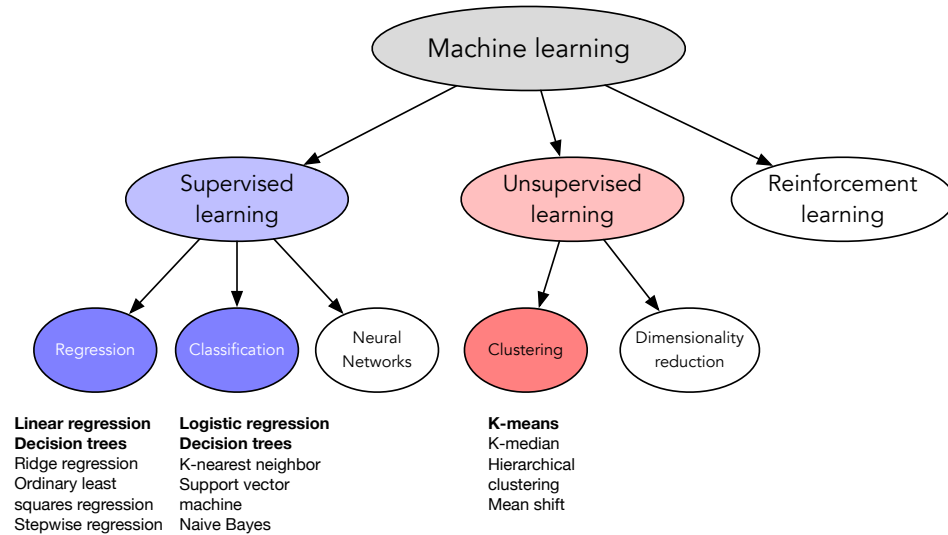 Machine learning
Supervised
learning
Unsupervised
learning
Reinforcement
learning
Regression
Classification
Neural
Networks
Clustering
Dimensionality
reduction
Linear regression
Decision trees
Ridge regression
Ordinary least
squares regression
Stepwise regression
Logistic regression
Decision trees
K-nearest neighbor
Support vector
machine
Naive Bayes
K-means
K-median
Hierarchical
clustering
Mean shift